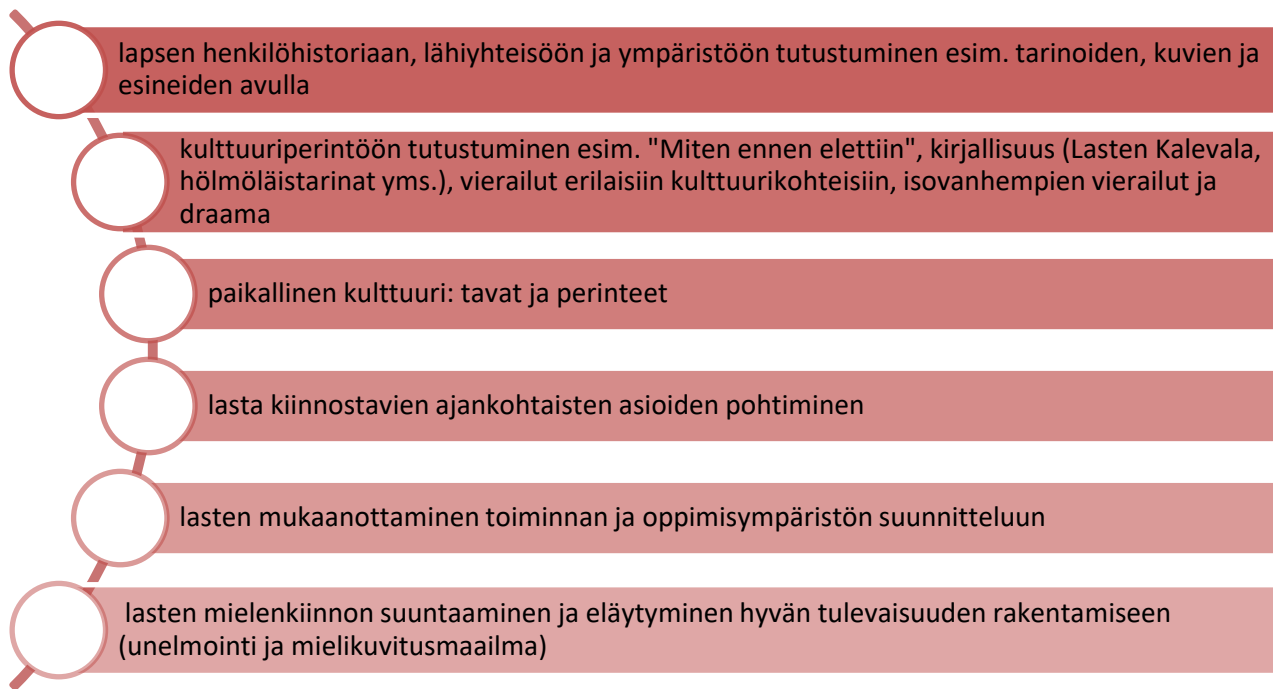 lapsen henkilöhistoriaan, lähiyhteisöön ja ympäristöön tutustuminen esim. tarinoiden, kuvien ja
esineiden avulla
kulttuuriperintöön tutustuminen esim. "Miten ennen elettiin", kirjallisuus (Lasten Kalevala,
hölmöläistarinat yms.), vierailut erilaisiin kulttuurikohteisiin, isovanhempien vierailut ja
draama
paikallinen kulttuuri: tavat ja perinteet
lasta kiinnostavien ajankohtaisten asioiden pohtiminen
lasten mukaanottaminen toiminnan ja oppimisympäristön suunnitteluun
lasten mielenkiinnon suuntaaminen ja eläytyminen hyvän tulevaisuuden rakentamiseen
(unelmointi ja mielikuvitusmaailma)